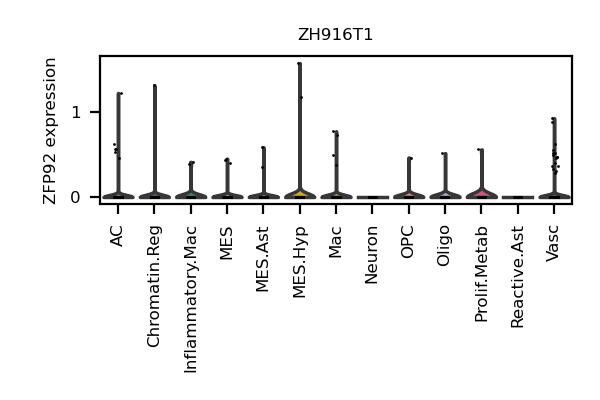 ZH916T1
ZFP92 expression
1
0
AC
Chromatin.Reg
Inflammatory.Mac
MES
MES.Ast
MES.Hyp
Mac
Neuron
OPC
Oligo
Prolif.Metab
Reactive.Ast
Vasc